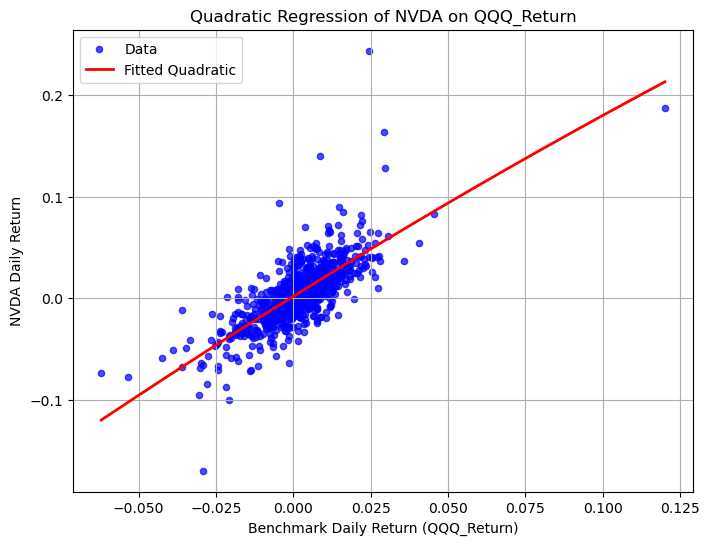 Quadratic Regression of NVDA on QQQ_Return
Data
Fitted Quadratic
NVDA Daily Return
0.2
0.1
0.0
−0.1
−0.050
−0.025
0.000
0.025
0.050
0.075
0.100
0.125
Benchmark Daily Return (QQQ_Return)